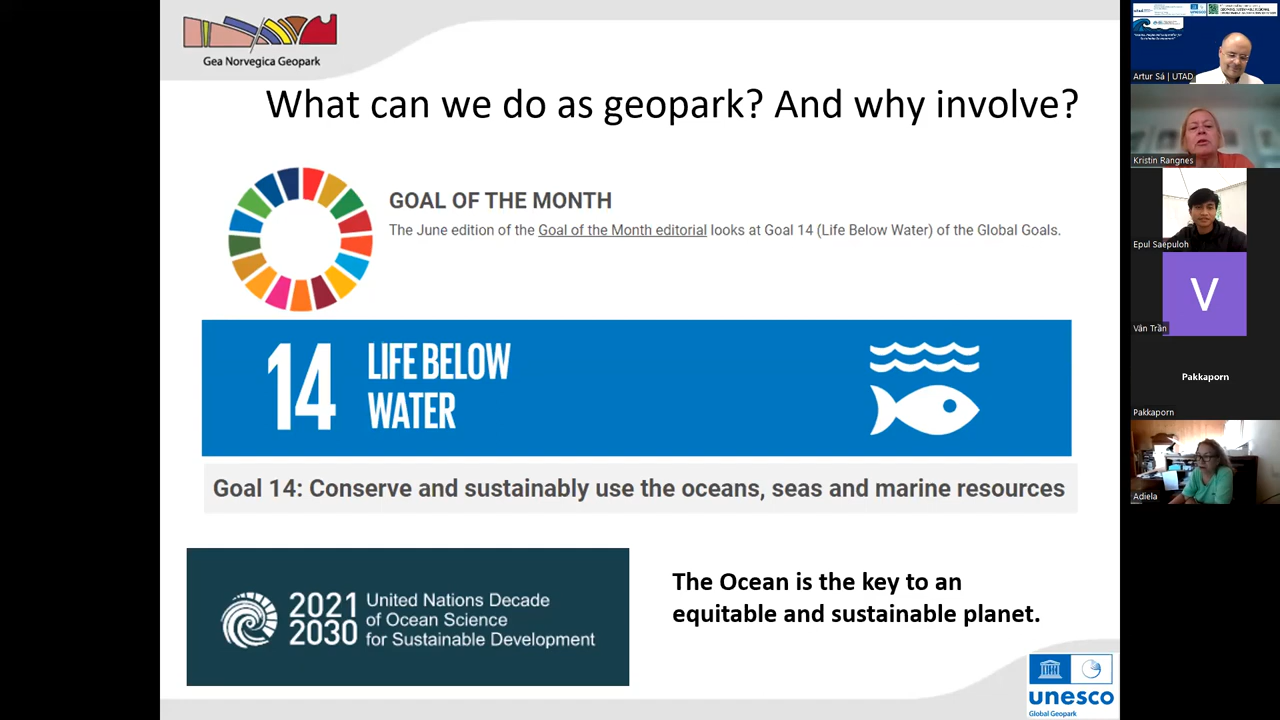 Gea Norvegica Geopark
What can we do as geopark? And why involve?
GOAL OF THE MONTH
The June edition of the Goal of the Month editorial looks at Goal 14 (Life Below Water) of the Global Goals.
14
LIFE BELOW
WATER
Goal 14: Conserve and sustainably use the oceans, seas and marine resources
2021
2030
United Nations Decade
of Ocean Science
for Sustainable Development
The Ocean is the key to an
equitable and sustainable planet.
unesco
Global Geopark
Artur Sá | UTAD
Kristin Rangnes
Epul Saepuloh
V
Vân Trần
Pakkaporn
Pakkaporn
Adiela